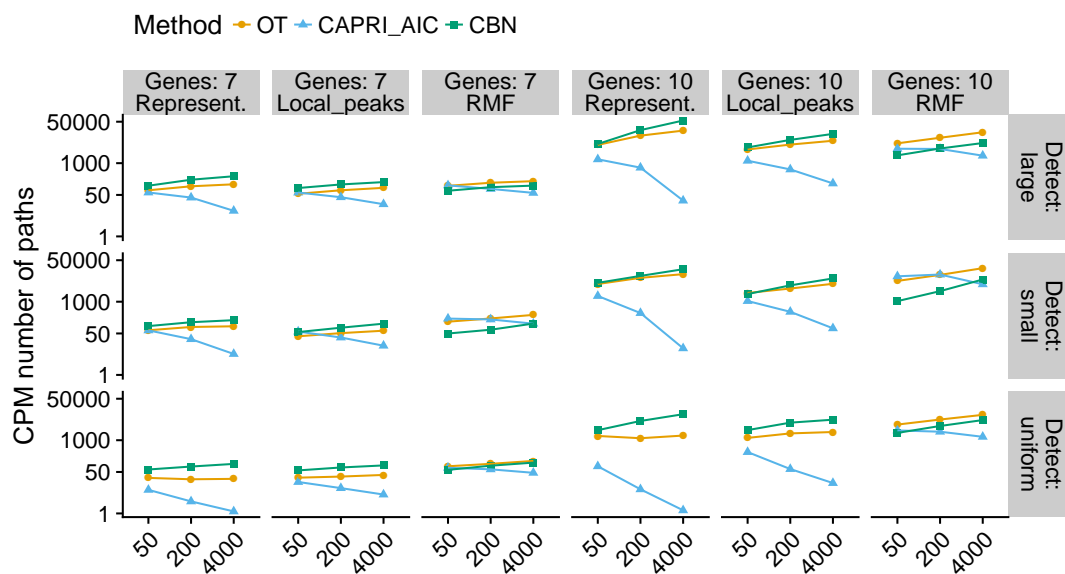 Method OT CAPRI_AIC CBN
Genes: 7 Genes: 7 Genes: 7 Genes: 10 Genes: 10 Genes: 10
Represent. Local_peaks RMF Represent. Local_peaks RMF
CPM number of paths
50000
1000
50
1
Detect:
large
50000
1000
50
1
Detect:
small
50000
1000
50
1
Detect:
uniform
50 200 4000 50 200 4000 50 200 4000 50 200 4000 50 200 4000 50 200 4000